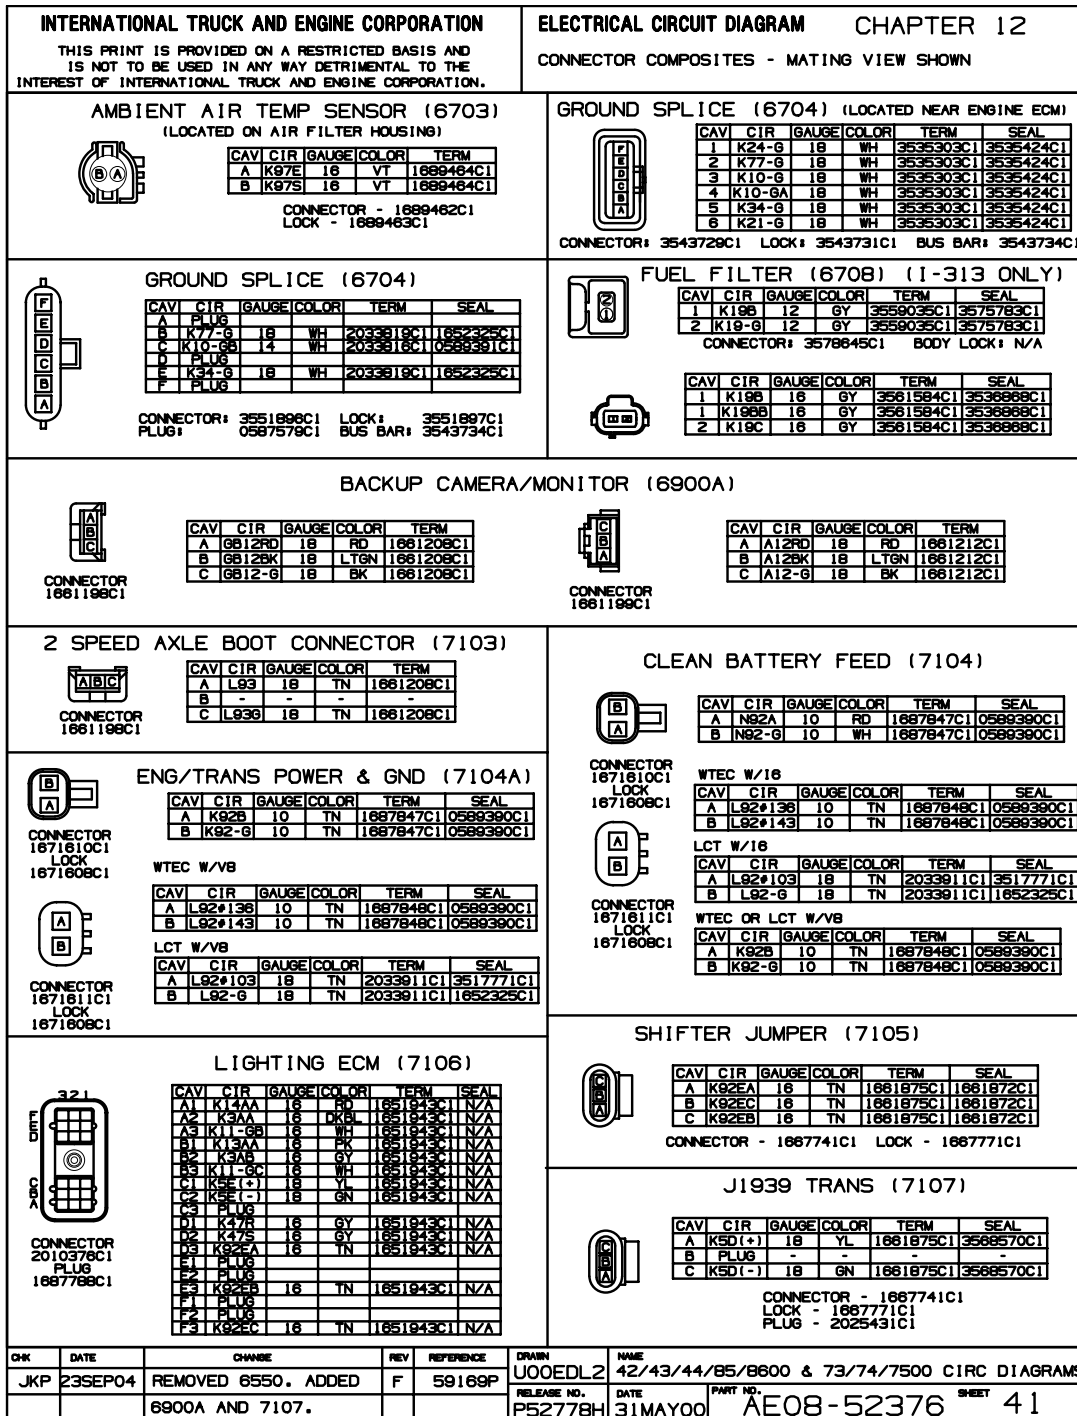 INTERNATIONAL TRUCK AND ENGINE CORPORATION
THIS PRINT IS PROVIDED ON A RESTRICTED BASIS AND
IS NOT TO BE USED IN ANY WAY DETRIMENTAL TO THE
INTEREST OF INTERNATIONAL TRUCK AND ENGINE CORPORATION.
ELECTRICAL CIRCUIT DIAGRAM CHAPTER 12
CONNECTOR COMPOSITES - MATING VIEW SHOWN
AMBIENT AIR TEMP SENSOR (6703)
(LOCATED ON AIR FILTER HOUSING)
B A
CAV CIR GAUGE COLOR TERM
A K97E 16 VT 1689464C1
B K97S 16 VT 1689464C1
CONNECTOR - 1689462C1
LOCK - 1689463C1
GROUND SPLICE (6704) (LOCATED NEAR ENGINE ECM)
F
E
D
C
B
A
CAV CIR GAUGE COLOR TERM SEAL
1 K24-G 18 WH 3535303C1 3535424C1
2 K77-G 18 WH 3535303C1 3535424C1
3 K10-G 18 WH 3535303C1 3535424C1
4 K10-GA 18 WH 3535303C1 3535424C1
5 K34-G 18 WH 3535303C1 3535424C1
6 K21-G 18 WH 3535303C1 3535424C1
CONNECTOR: 3543729C1 LOCK: 3543731C1 BUS BAR: 3543734C1
GROUND SPLICE (6704)
F
E
D
C
B
A
CAV CIR GAUGE COLOR TERM SEAL
A PLUG
B K77-G 18 WH 2033819C1 1652325C1
C K10-GB 14 WH 2033816C1 0589391C1
D PLUG
E K34-G 18 WH 2033819C1 1652325C1
F PLUG
CONNECTOR: 3551896C1 LOCK: 3551897C1
PLUG: 0587579C1 BUS BAR: 3543734C1
FUEL FILTER (6708) (I-313 ONLY)
2
1
CAV CIR GAUGE COLOR TERM SEAL
1 K19B 12 GY 3559035C1 3575783C1
2 K19-G 12 GY 3559035C1 3575783C1
CONNECTOR: 3578645C1 BODY LOCK: N/A
CAV CIR GAUGE COLOR TERM SEAL
1 K19B 16 GY 3561584C1 3536868C1
1 K19BB 16 GY 3561584C1 3536868C1
2 K19C 16 GY 3561584C1 3536868C1
BACKUP CAMERA/MONITOR (6900A)
A
B
C
CONNECTOR
1661198C1
CAV CIR GAUGE COLOR TERM
A GB12RD 18 RD 1661208C1
B GB12BK 18 LTGN 1661208C1
C GB12-G 18 BK 1661208C1
C
B
A
CONNECTOR
1661199C1
CAV CIR GAUGE COLOR TERM
A A12RD 18 RD 1661212C1
B A12BK 18 LTGN 1661212C1
C A12-G 18 BK 1661212C1
2 SPEED AXLE BOOT CONNECTOR (7103)
A B C
CONNECTOR
1661198C1
CAV CIR GAUGE COLOR TERM
A L93 18 TN 1661208C1
B - - - -
C L93G 18 TN 1661208C1
CLEAN BATTERY FEED (7104)
B
A
CONNECTOR
1671610C1
LOCK
1671608C1
CAV CIR GAUGE COLOR TERM SEAL
A N92A 10 RD 1687847C1 0589390C1
B N92-G 10 WH 1687847C1 0589390C1
WTEC W/I6
CAV CIR GAUGE COLOR TERM SEAL
A L92#136 10 TN 1687848C1 0589390C1
B L92#143 10 TN 1687848C1 0589390C1
A
B
CONNECTOR
1671611C1
LOCK
1671608C1
LCT W/I6
CAV CIR GAUGE COLOR TERM SEAL
A L92#103 18 TN 2033911C1 3517771C1
B L92-G 18 TN 2033911C1 1652325C1
WTEC OR LCT W/V8
CAV CIR GAUGE COLOR TERM SEAL
A K92B 10 TN 1687848C1 0589390C1
B K92-G 10 TN 1687848C1 0589390C1
ENG/TRANS POWER & GND (7104A)
B
A
CONNECTOR
1671610C1
LOCK
1671608C1
CAV CIR GAUGE COLOR TERM SEAL
A K92B 10 TN 1687847C1 0589390C1
B K92-G 10 TN 1687847C1 0589390C1
WTEC W/V8
CAV CIR GAUGE COLOR TERM SEAL
A L92#136 10 TN 1687848C1 0589390C1
B L92#143 10 TN 1687848C1 0589390C1
A
B
CONNECTOR
1671611C1
LOCK
1671608C1
LCT W/V8
CAV CIR GAUGE COLOR TERM SEAL
A L92#103 18 TN 2033911C1 3517771C1
B L92-G 18 TN 2033911C1 1652325C1
SHIFTER JUMPER (7105)
C
B
A
CAV CIR GAUGE COLOR TERM SEAL
A K92EA 16 TN 1661875C1 1661872C1
B K92EC 16 TN 1661875C1 1661872C1
C K92EB 16 TN 1661875C1 1661872C1
CONNECTOR - 1667741C1 LOCK - 1667771C1
LIGHTING ECM (7106)
3 2 1
F
E
D
C
B
A
CONNECTOR
2010376C1
PLUG
1687788C1
CAV CIR GAUGE COLOR TERM SEAL
A1 K14AA 16 RD 1651943C1 N/A
A2 K3AA 16 DKBL 1651943C1 N/A
A3 K11-GB 16 WH 1651943C1 N/A
B1 K13AA 16 PK 1651943C1 N/A
B2 K3AB 16 GY 1651943C1 N/A
B3 K11-GC 16 WH 1651943C1 N/A
C1 K5E(+) 18 YL 1651943C1 N/A
C2 K5E(-) 18 GN 1651943C1 N/A
C3 PLUG
D1 K47R 16 GY 1651943C1 N/A
D2 K47S 16 GY 1651943C1 N/A
D3 K92EA 16 TN 1651943C1 N/A
E1 PLUG
E2 PLUG
E3 K92EB 16 TN 1651943C1 N/A
F1 PLUG
F2 PLUG
F3 K92EC 16 TN 1651943C1 N/A
J1939 TRANS (7107)
C
B
A
CAV CIR GAUGE COLOR TERM SEAL
A K5D(+) 18 YL 1661875C1 3568570C1
B PLUG - - - -
C K5D(-) 18 GN 1661875C1 3568570C1
CONNECTOR - 1667741C1
LOCK - 1667771C1
PLUG - 2025431C1
CHK DATE CHANGE REV REFERENCE
JKP 23SEP04 REMOVED 6550. ADDED F 59169P
6900A AND 7107.
DRAWN U00EDL2
NAME 42/43/44/85/8600 & 73/74/7500 CIRC DIAGRAMS
RELEASE NO. P52778H
DATE 31MAY00
PART NO. AE08-52376 SHEET 41